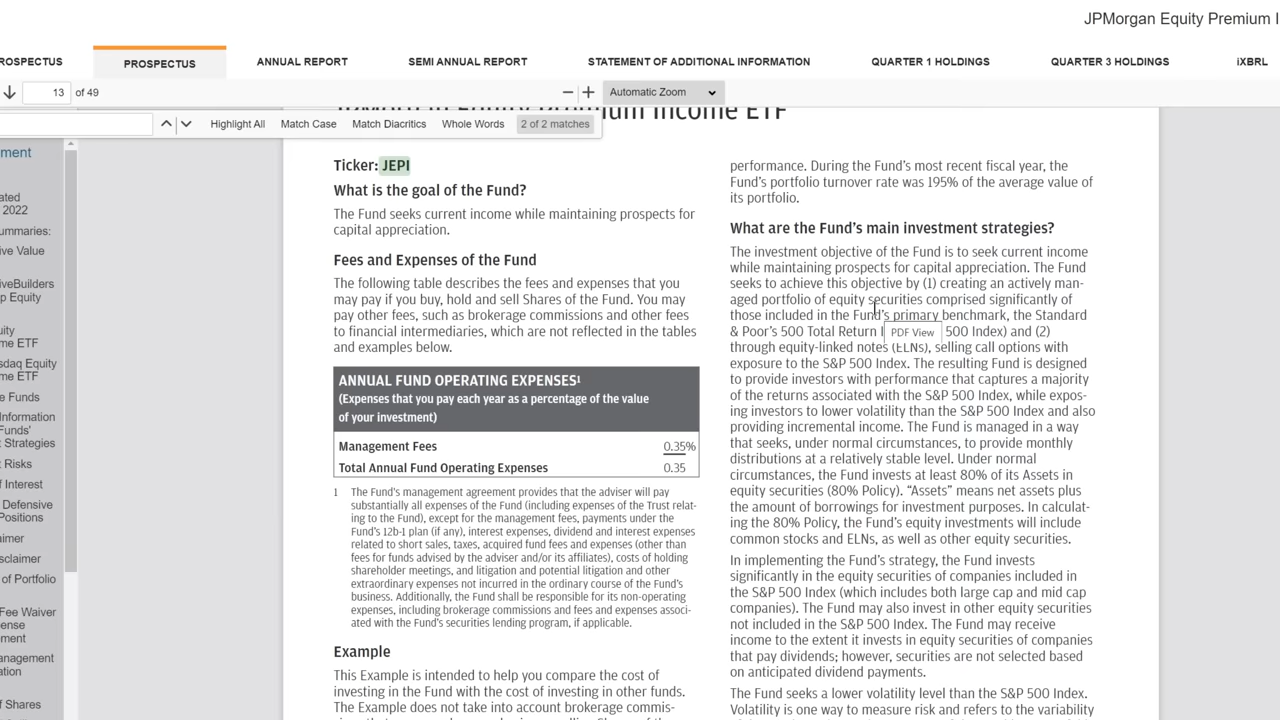 JPMorgan Equity Premium I
ROSPECTUS
PROSPECTUS
ANNUAL REPORT
SEMI ANNUAL REPORT
STATEMENT OF ADDITIONAL INFORMATION
QUARTER 1 HOLDINGS
QUARTER 3 HOLDINGS
iXBRL
13 of 49
Automatic Zoom
Highlight All
Match Case
Match Diacritics
Whole Words
2 of 2 matches
ment
ated
2022
ummaries:
ive Value
iveBuilders
p Equity
uity
me ETF
sdaq Equity
me ETF
e Funds
Information
Funds'
t Strategies
t Risks
of Interest
Defensive
Positions
aimer
sclaimer
of Portfolio
Fee Waiver
ense
ment
anagement
ation
f Shares
um Income ETF
Ticker: JEPI
What is the goal of the Fund?
The Fund seeks current income while maintaining prospects for
capital appreciation.
Fees and Expenses of the Fund
The following table describes the fees and expenses that you
may pay if you buy, hold and sell Shares of the Fund. You may
pay other fees, such as brokerage commissions and other fees
to financial intermediaries, which are not reflected in the tables
and examples below.
ANNUAL FUND OPERATING EXPENSES¹
(Expenses that you pay each year as a percentage of the value
of your investment)
Management Fees 0.35%
Total Annual Fund Operating Expenses 0.35
1 The Fund's management agreement provides that the adviser will pay
substantially all expenses of the Fund (including expenses of the Trust relat-
ing to the Fund), except for the management fees, payments under the
Fund's 12b-1 plan (if any), interest expenses, dividend and interest expenses
related to short sales, taxes, acquired fund fees and expenses (other than
fees for funds advised by the adviser and/or its affiliates), costs of holding
shareholder meetings, and litigation and potential litigation and other
extraordinary expenses not incurred in the ordinary course of the Fund's
business. Additionally, the Fund shall be responsible for its non-operating
expenses, including brokerage commissions and fees and expenses associ-
ated with the Fund's securities lending program, if applicable.
Example
This Example is intended to help you compare the cost of
investing in the Fund with the cost of investing in other funds.
The Example does not take into account brokerage commis-
performance. During the Fund's most recent fiscal year, the
Fund's portfolio turnover rate was 195% of the average value of
its portfolio.
What are the Fund's main investment strategies?
The investment objective of the Fund is to seek current income
while maintaining prospects for capital appreciation. The Fund
seeks to achieve this objective by (1) creating an actively man-
aged portfolio of equity securities comprised significantly of
those included in the Fund's primary benchmark, the Standard
& Poor's 500 Total Return I PDF View 500 Index) and (2)
through equity-linked notes (ELNs), selling call options with
exposure to the S&P 500 Index. The resulting Fund is designed
to provide investors with performance that captures a majority
of the returns associated with the S&P 500 Index, while expos-
ing investors to lower volatility than the S&P 500 Index and also
providing incremental income. The Fund is managed in a way
that seeks, under normal circumstances, to provide monthly
distributions at a relatively stable level. Under normal
circumstances, the Fund invests at least 80% of its Assets in
equity securities (80% Policy). “Assets” means net assets plus
the amount of borrowings for investment purposes. In calculat-
ing the 80% Policy, the Fund's equity investments will include
common stocks and ELNs, as well as other equity securities.
In implementing the Fund's strategy, the Fund invests
significantly in the equity securities of companies included in
the S&P 500 Index (which includes both large cap and mid cap
companies). The Fund may also invest in other equity securities
not included in the S&P 500 Index. The Fund may receive
income to the extent it invests in equity securities of companies
that pay dividends; however, securities are not selected based
on anticipated dividend payments.
The Fund seeks a lower volatility level than the S&P 500 Index.
Volatility is one way to measure risk and refers to the variability